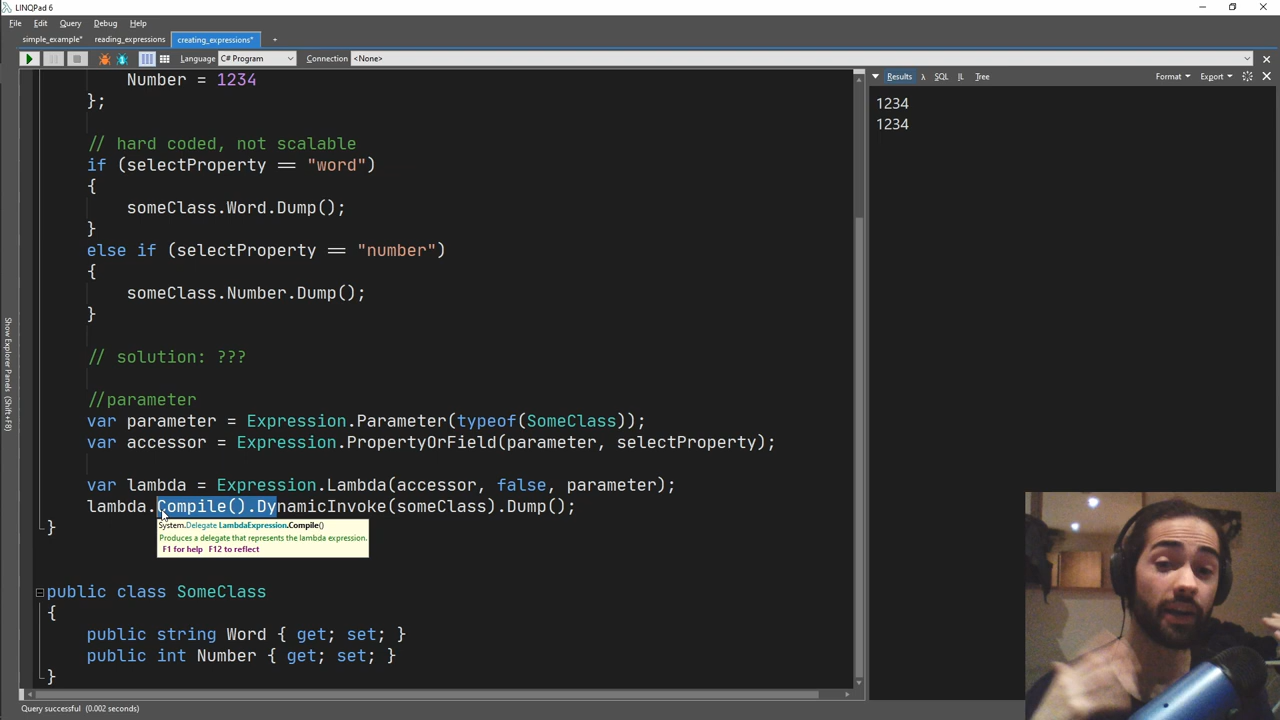 LINQPad 6
File Edit Query Debug Help
simple_example* reading_expressions creating_expressions* +
Language C# Program Connection <None>
Number = 1234
};
// hard coded, not scalable
if (selectProperty == "word")
{
someClass.Word.Dump();
}
else if (selectProperty == "number")
{
someClass.Number.Dump();
}
// solution: ???
//parameter
var parameter = Expression.Parameter(typeof(SomeClass));
var accessor = Expression.PropertyOrField(parameter, selectProperty);
var lambda = Expression.Lambda(accessor, false, parameter);
lambda.Compile().DynamicInvoke(someClass).Dump();
}
System.Delegate LambdaExpression.Compile()
Produces a delegate that represents the lambda expression.
F1 for help F12 to reflect
public class SomeClass
{
public string Word { get; set; }
public int Number { get; set; }
}
Results λ SQL IL Tree Format Export
1234
1234
Show Explorer Panels (Shift+F8)
Query successful (0.002 seconds)